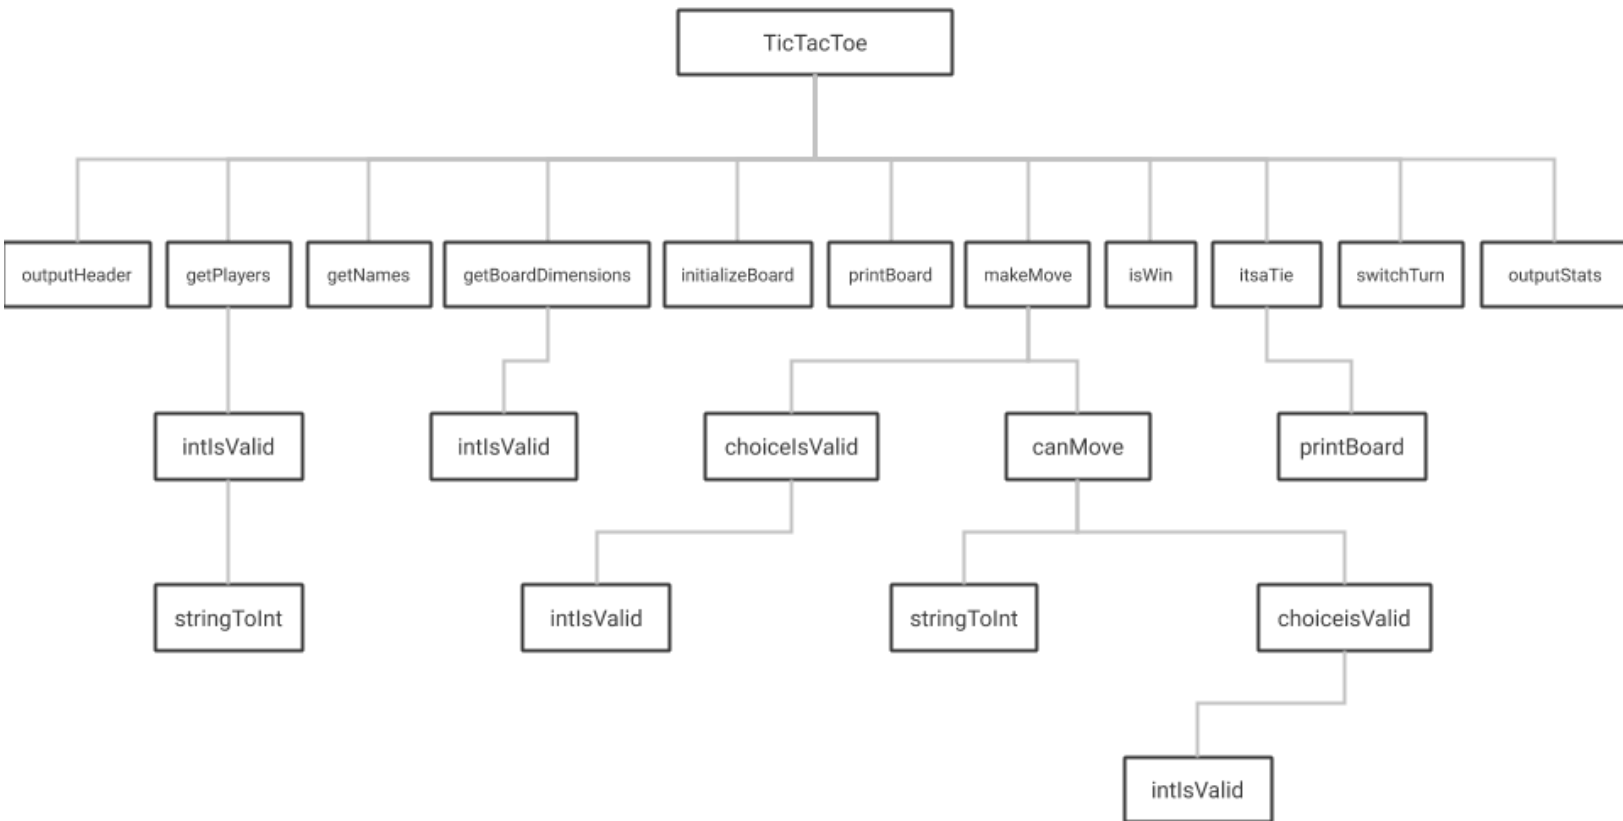 TicTacToe
outputHeader
getPlayers
getNames
getBoardDimensions
initializeBoard
printBoard
makeMove
isWin
itsaTie
switchTurn
outputStats
intIsValid
intIsValid
choiceIsValid
canMove
printBoard
stringToInt
intIsValid
stringToInt
choiceisValid
intIsValid